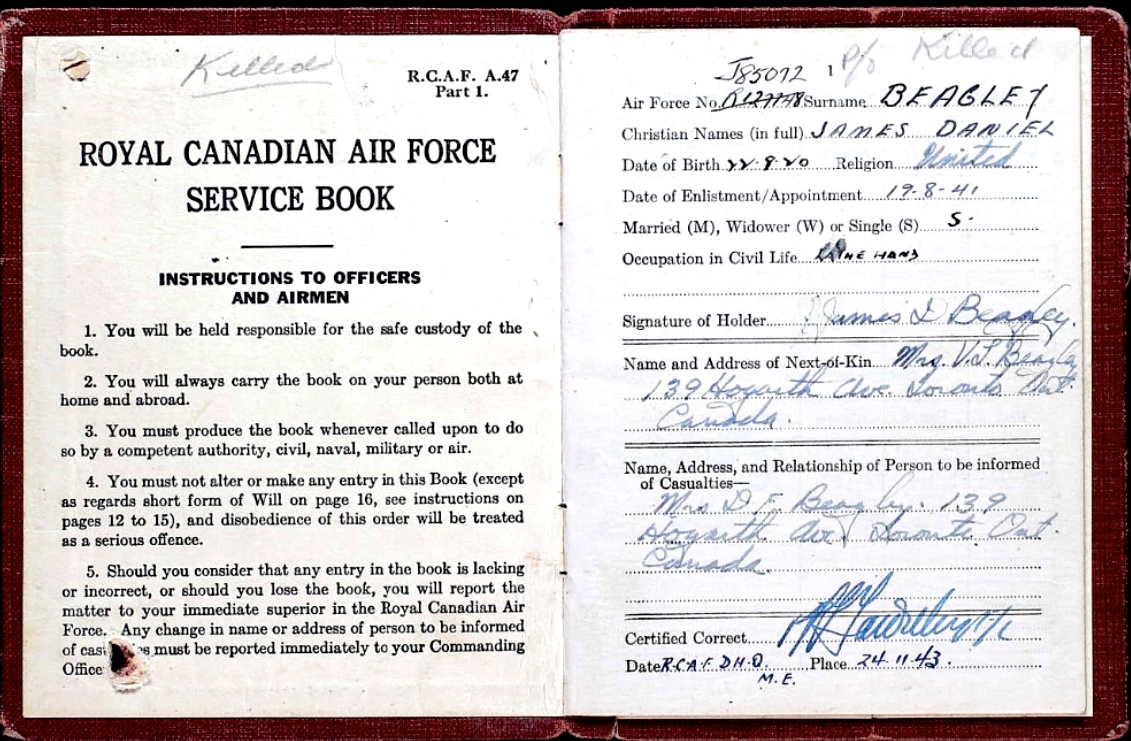 Killed
R.C.A.F. A.47
Part 1.
ROYAL CANADIAN AIR FORCE
SERVICE BOOK
INSTRUCTIONS TO OFFICERS
AND AIRMEN
1. You will be held responsible for the safe custody of the
book.
2. You will always carry the book on your person both at
home and abroad.
3. You must produce the book whenever called upon to do
so by a competent authority, civil, naval, military or air.
4. You must not alter or make any entry in this Book (except
as regards short form of Will on page 16, see instructions on
pages 12 to 15), and disobedience of this order will be treated
as a serious offence.
5. Should you consider that any entry in the book is lacking
or incorrect, or should you lose the book, you will report the
matter to your immediate superior in the Royal Canadian Air
Force. Any change in name or address of person to be informed
of cas es must be reported immediately to your Commanding
Office
J85072 1 P/O Killed
Air Force No. Surname BEAGLEY
Christian Names (in full) JAMES DANIEL
Date of Birth 22-9-20 Religion United
Date of Enlistment/Appointment 19-8-41
Married (M), Widower (W) or Single (S) S-
Occupation in Civil Life LATHE HAND
Signature of Holder James D Beagley.
Name and Address of Next-of-Kin Mrs. Beagley
139 Hogarth Ave. Toronto Ont.
Canada.
Name, Address, and Relationship of Person to be informed
of Casualties—
Mrs D.F. Beagley. 139
Hogarth Ave Toronto Ont.
Canada.
Certified Correct
Date R.C.A.F. D.H.Q. Place 24.11.43.
M.E.